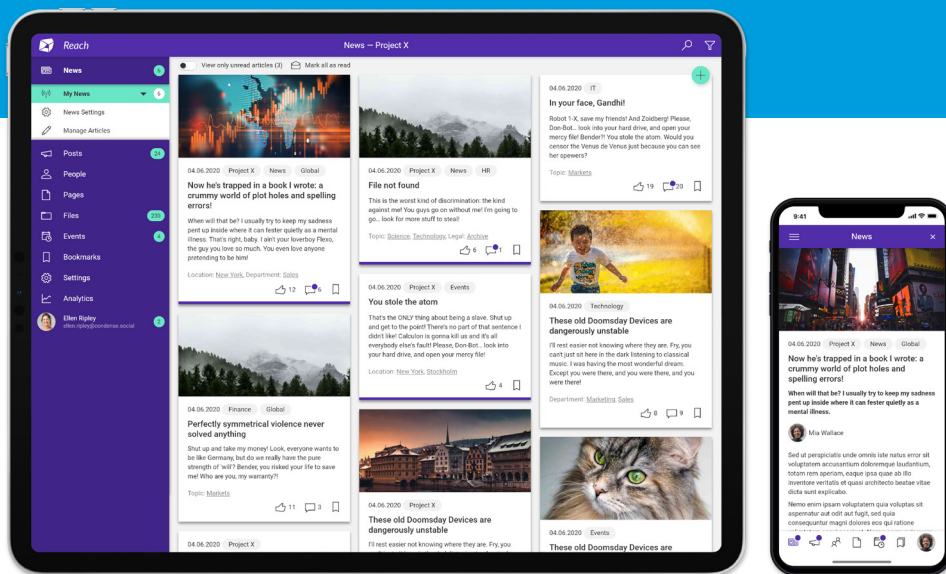 Reach
News — Project X
News
6
View only unread articles (3)
Mark all as read
My News
6
News Settings
Manage Articles
Posts
24
People
Pages
Files
Events
4
Bookmarks
Settings
Analytics
Ellen Ripley
ellen.ripley@condense.social
2
04.06.2020 Project X News Global
Now he's trapped in a book I wrote: a
crummy world of plot holes and spelling
errors!
When will that be? I usually try to keep my sadness
pent up inside where it can fester quietly as a mental
illness. That's right, baby. I ain't your loverboy Flexo,
the guy you love so much. You even love anyone
pretending to be him!
Location: New York, Department: Sales
12 6
04.06.2020 Finance Global
Perfectly symmetrical violence never
solved anything
Shut up and take my money! Look, everyone wants to
be like Germany, but do we really have the pure
strength of 'will'? Bender, you risked your life to save
me! Who are you, my warranty?!
Topic: Markets
11 3
04.06.2020 Project X
04.06.2020 Project X News HR
File not found
This is the worst kind of discrimination: the kind
against me! You guys go on without me! I'm going to
go... look for more stuff to steal!
Topic: Science, Technology, Legal: Archive
6 1
04.06.2020 Project X Events
You stole the atom
That's the ONLY thing about being a slave. Shut up
and get to the point! There's no part of that sentence I
didn't like! Calculon is gonna kill us and it's all
everybody else's fault! Please, Don-Bot... look into
your hard drive, and open your mercy file!
Location: New York, Stockholm
4
04.06.2020 Project X
These old Doomsday Devices are
dangerously unstable
I'll rest easier not knowing where they are. Fry, you
04.06.2020 IT
In your face, Gandhi!
Robot 1-X, save my friends! And Zoidberg! Please,
Don-Bot... look into your hard drive, and open your
mercy file! Bender?! You stole the atom. Would you
censor the Venus de Venus just because you can see
her spewers?
Topic: Markets
19 20
04.06.2020 Technology
These old Doomsday Devices are
dangerously unstable
I'll rest easier not knowing where they are. Fry, you
can't just sit here in the dark listening to classical
music. I was having the most wonderful dream.
Except you were there, and you were there, and you
were there!
Department: Marketing, Sales
8 9
04.06.2020 Events
These old Doomsday Devices are
9:41
News
04.06.2020 Project X News Global
Now he's trapped in a book I wrote: a
crummy world of plot holes and
spelling errors!
When will that be? I usually try to keep my sadness
pent up inside where it can fester quietly as a
mental illness.
Mia Wallace
Sed ut perspiciatis unde omnis iste natus error sit
voluptatem accusantium doloremque laudantium,
totam rem aperiam, eaque ipsa quae ab illo
inventore veritatis et quasi architecto beatae vitae
dicta sunt explicabo.
Nemo enim ipsam voluptatem quia voluptas sit
aspernatur aut odit aut fugit, sed quia
consequuntur magni dolores eos qui ratione